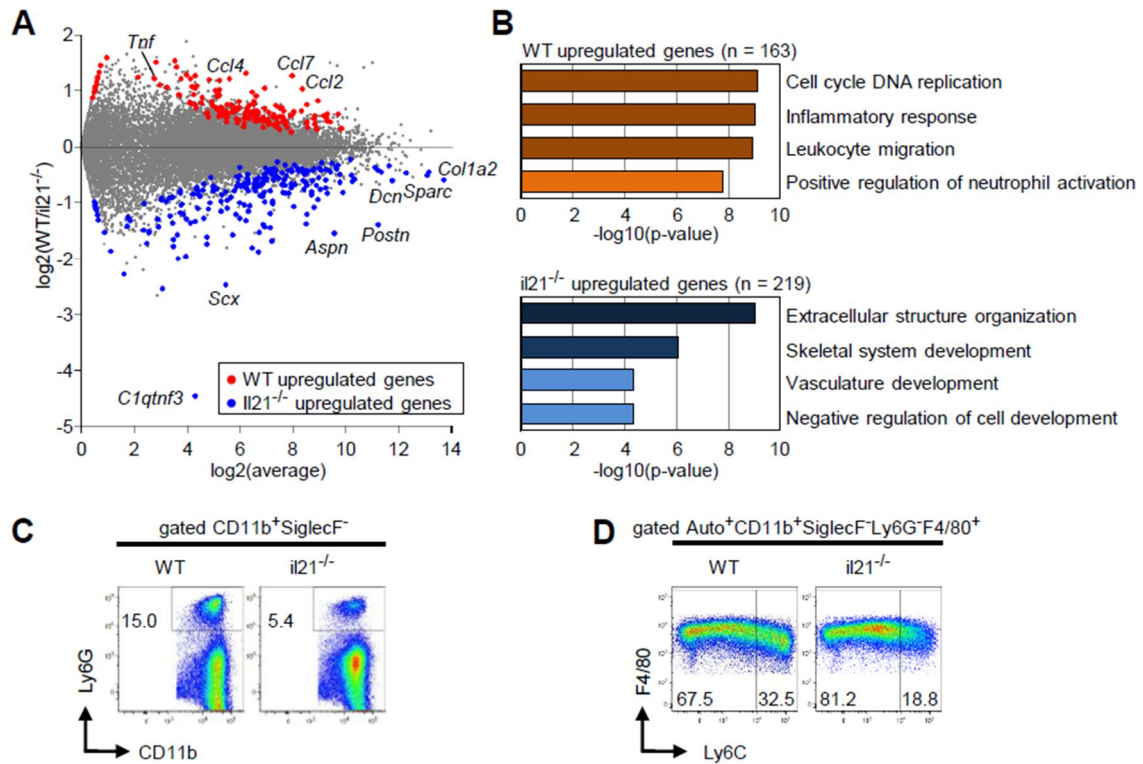 A
2
1
0
-1
-2
-3
-4
-5
log2(WT/il21-/-)
Tnf
Ccl4
Ccl7
Ccl2
Col1a2
Dcn
Sparc
Postn
Aspn
Scx
C1qtnf3
WT upregulated genes
Il21-/- upregulated genes
0 2 4 6 8 10 12 14
log2(average)
B
WT upregulated genes (n = 163)
Cell cycle DNA replication
Inflammatory response
Leukocyte migration
Positive regulation of neutrophil activation
0 2 4 6 8 10
-log10(p-value)
il21-/- upregulated genes (n = 219)
Extracellular structure organization
Skeletal system development
Vasculature development
Negative regulation of cell development
0 2 4 6 8 10
-log10(p-value)
C
gated CD11b+SiglecF-
WT il21-/-
15.0 5.4
Ly6G
CD11b
D
gated Auto+CD11b+SiglecF-Ly6G-F4/80+
WT il21-/-
67.5 32.5 81.2 18.8
F4/80
Ly6C